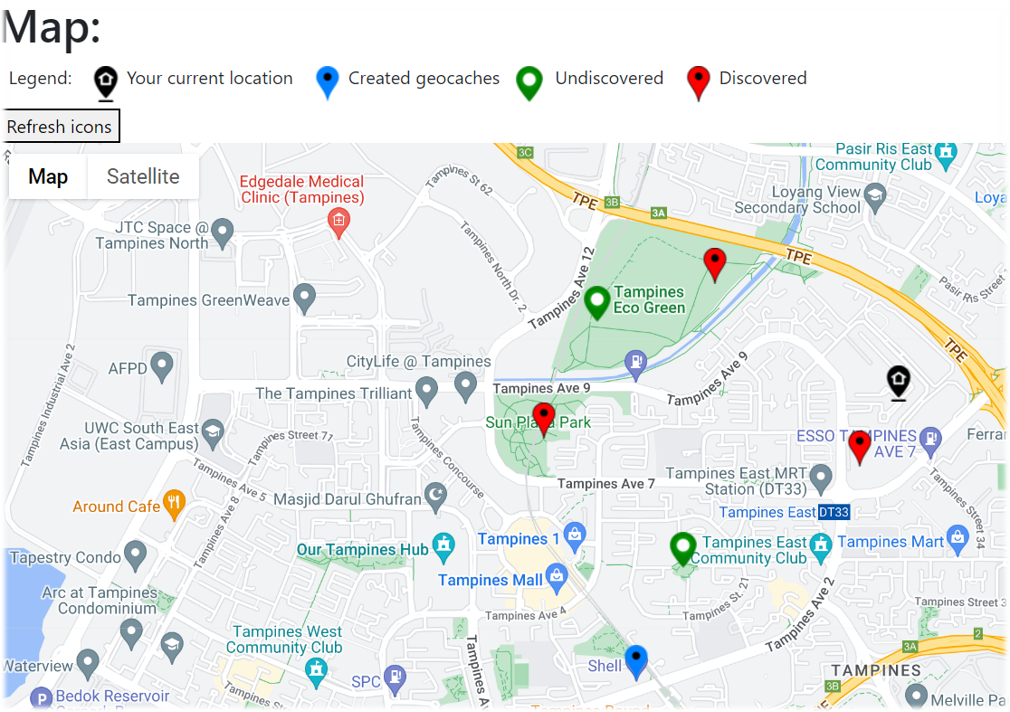 Map:
Legend: Your current location Created geocaches Undiscovered Discovered
Refresh icons
Map Satellite
3C
Pasir Ris East
Community Club
Edgedale Medical
Clinic (Tampines)
Tampines St 62
TPE
3B
3A
Loyang View
Secondary School
Loya
JTC Space @
Tampines North
Tampines North Dr. 2
Tampines Ave 12
TPE
Tampines GreenWeave
Tampines
Eco Green
Pasir Ris Street
TPE
Tampines Industrial Ave 2
AFPD
CityLife @ Tampines
The Tampines Trilliant
Tampines Ave 9
Tampines Ave 9
UWC South East
Asia (East Campus)
Tampines Street 71
Sun Plaza Park
ESSO TAMPINES
AVE 7
Ferra
Tampines Concourse
Tampines Ave 5
Tampines Ave 8
Tampines Ave 7
Tampines East MRT
Station (DT33)
Tampines Street 34
Around Cafe
Masjid Darul Ghufran
Tampines East DT33
Tapestry Condo
Our Tampines Hub
Tampines 1
Tampines East
Community Club
Tampines Mart
Tampines Mall
Arc at Tampines
Condominium
Tampines Ave 4
Tampines St. 21
Tampines Ave 2
Tampines Street 3
Tampines West
Community Club
Tampines A
Waterview
Shell
3A
2
TAMPINES
SPC
3B
Bedok Reservoir
Melville Pa
Tampines Round